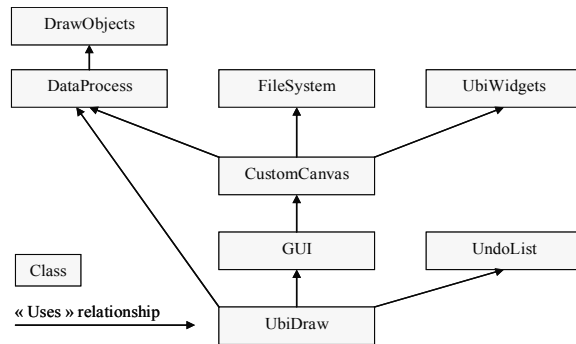 DrawObjects
DataProcess
FileSystem
UbiWidgets
CustomCanvas
GUI
UndoList
Class
« Uses » relationship
UbiDraw